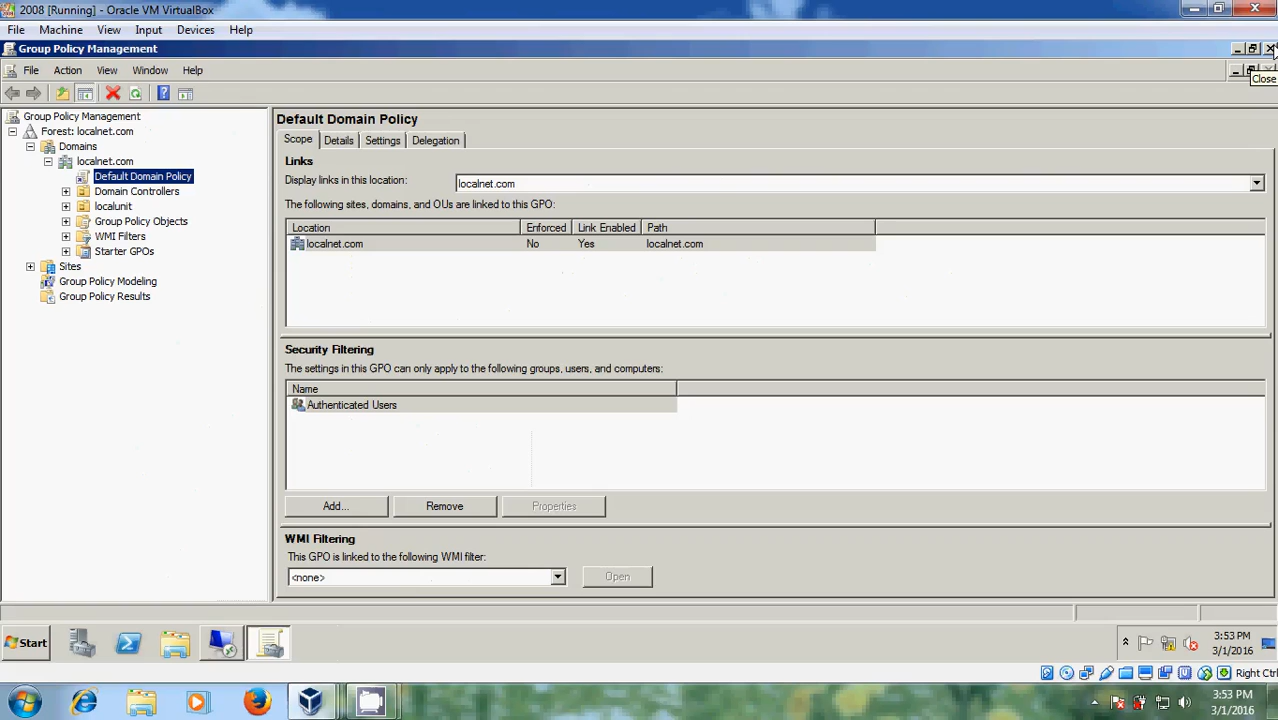 2008 [Running] - Oracle VM VirtualBox
File Machine View Input Devices Help
Group Policy Management
File Action View Window Help
Close
Group Policy Management
Forest: localnet.com
Domains
localnet.com
Default Domain Policy
Domain Controllers
localunit
Group Policy Objects
WMI Filters
Starter GPOs
Sites
Group Policy Modeling
Group Policy Results
Default Domain Policy
Scope Details Settings Delegation
Links
Display links in this location: localnet.com
The following sites, domains, and OUs are linked to this GPO:
Location Enforced Link Enabled Path
localnet.com No Yes localnet.com
Security Filtering
The settings in this GPO can only apply to the following groups, users, and computers:
Name
Authenticated Users
Add... Remove Properties
WMI Filtering
This GPO is linked to the following WMI filter:
<none> Open
Start
3:53 PM
3/1/2016
Right Ctrl
3:53 PM
3/1/2016